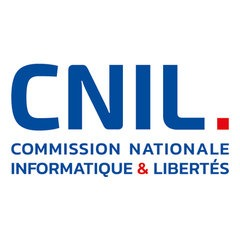 CNIL.
COMMISSION NATIONALE
INFORMATIQUE & LIBERTÉS